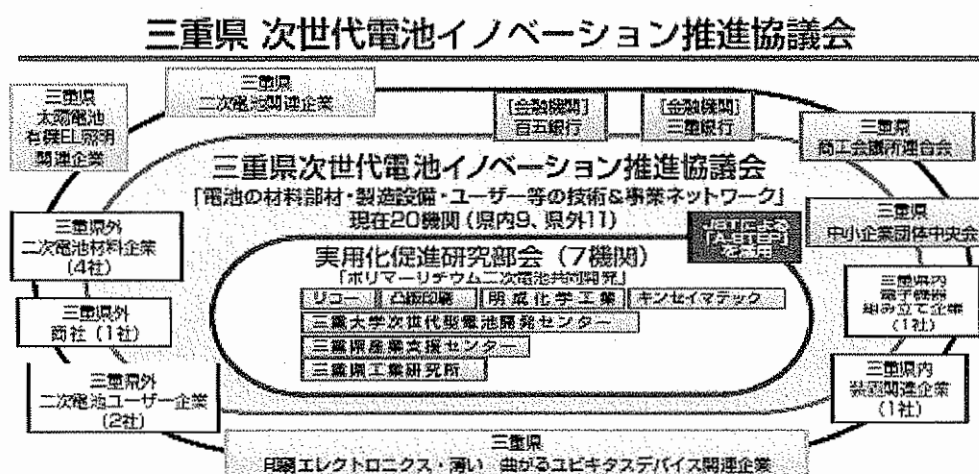 三重県 次世代電池イノベーション推進協議会
三重県
二次電池関連企業
三重県
太陽電池
有機EL照明
関連企業
[金融機関]
百五銀行
[金融機関]
三重銀行
三重県
商工会議所連合会
三重県次世代電池イノベーション推進協議会
「電池の材料部材・製造設備・ユーザー等の技術&事業ネットワーク」
現在20機関（県内9、県外11）
三重県
中小企業団体中央会
三重県外
二次電池材料企業
（4社）
実用化促進研究部会（7機関）
「ポリマーリチウム二次電池共同開発」
リコー
凸版印刷
明成化学工業
キンセイマテック
三重大学次世代型電池開発センター
三重県産業支援センター
三重県工業研究所
三重県内
電子機器
組み立て企業
（1社）
三重県外
商社（1社）
三重県外
二次電池ユーザー企業
（2社）
三重県内
装置関連企業
（1社）
三重県
印刷エレクトロニクス・薄い 曲がるユビキタスデバイス関連企業